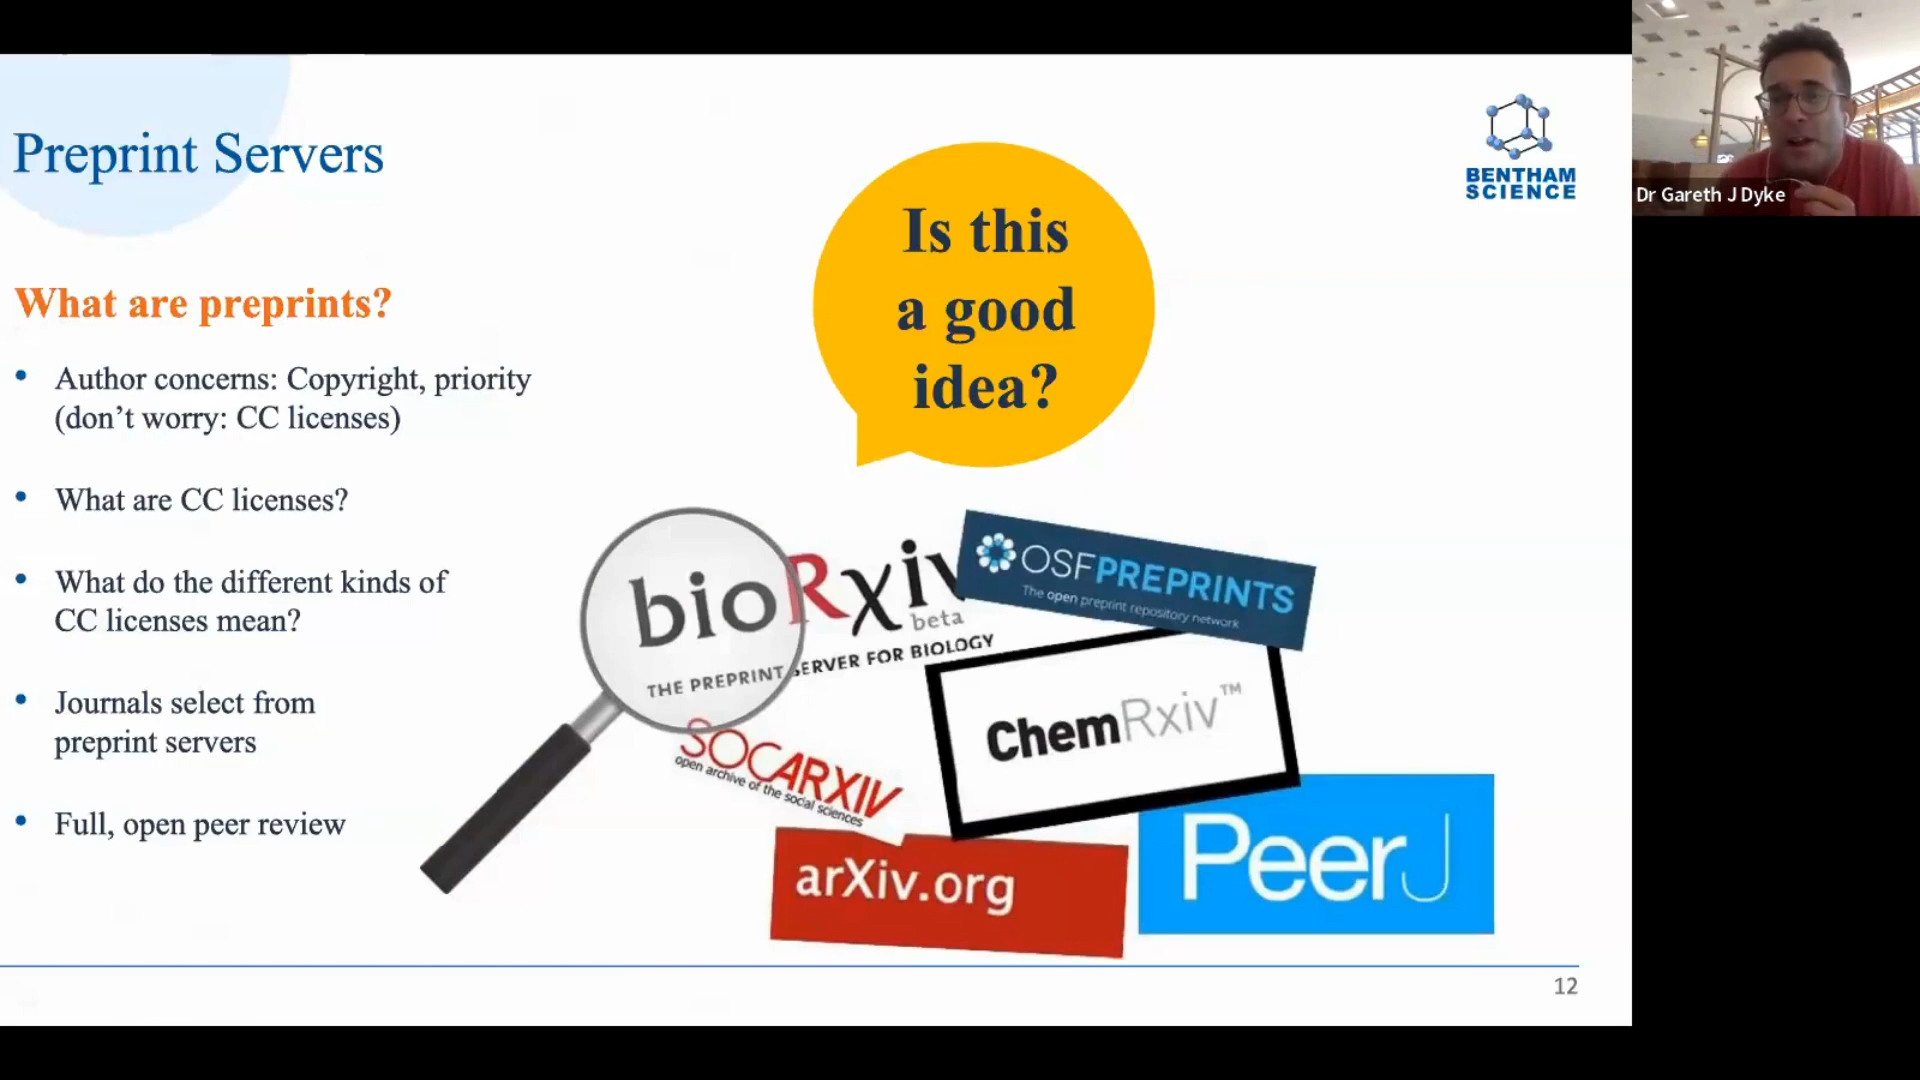 Preprint Servers
BENTHAM
SCIENCE
Dr Gareth J Dyke
Is this
a good
idea?
What are preprints?
• Author concerns: Copyright, priority
(don’t worry: CC licenses)
• What are CC licenses?
• What do the different kinds of
CC licenses mean?
• Journals select from
preprint servers
• Full, open peer review
bioRχiv
beta
THE PREPRINT SERVER FOR BIOLOGY
OSFPREPRINTS
The open preprint repository network
ChemRxiv™
SOCARXIV
open archive of the social sciences
arXiv.org
PeerJ
12